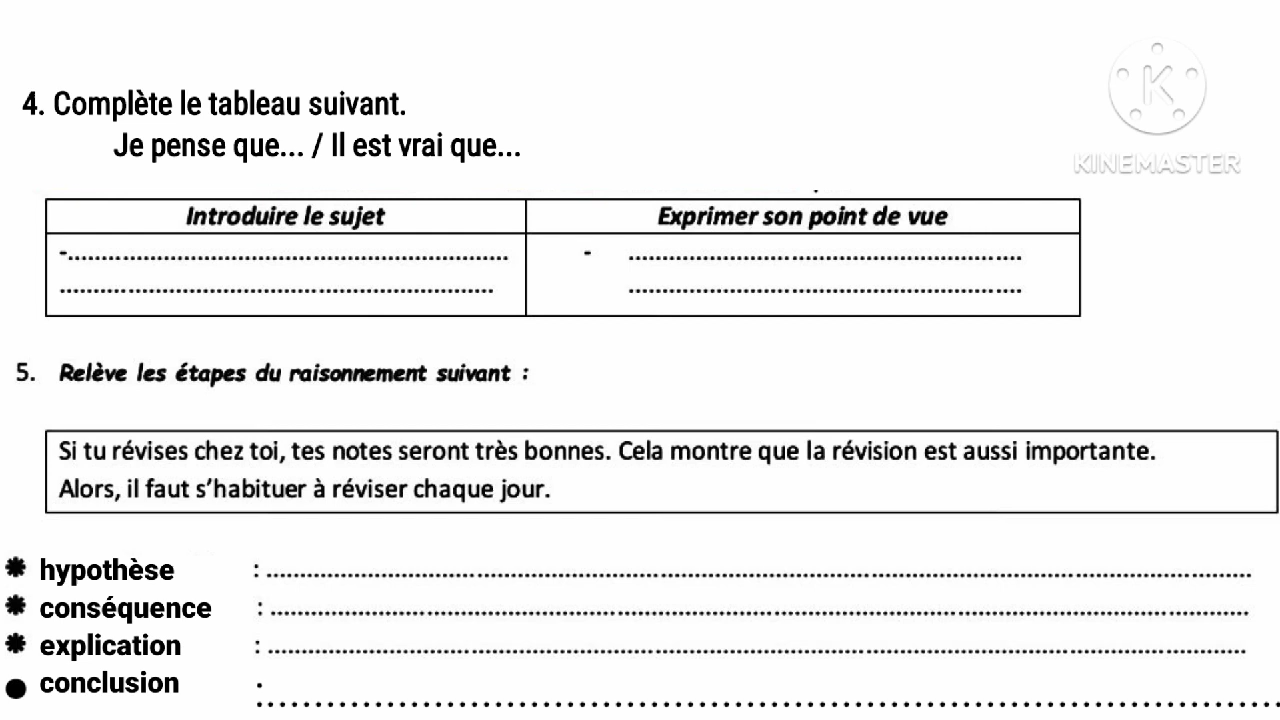 4. Complète le tableau suivant.
Je pense que... / Il est vrai que...
K
KINEMASTER
Introduire le sujet
Exprimer son point de vue
-................................................................
................................................................
- .........................................................
.........................................................
5. Relève les étapes du raisonnement suivant :
Si tu révises chez toi, tes notes seront très bonnes. Cela montre que la révision est aussi importante.
Alors, il faut s'habituer à réviser chaque jour.
* hypothèse : ................................................................
* conséquence : ................................................................
* explication : ................................................................
● conclusion : ................................................................